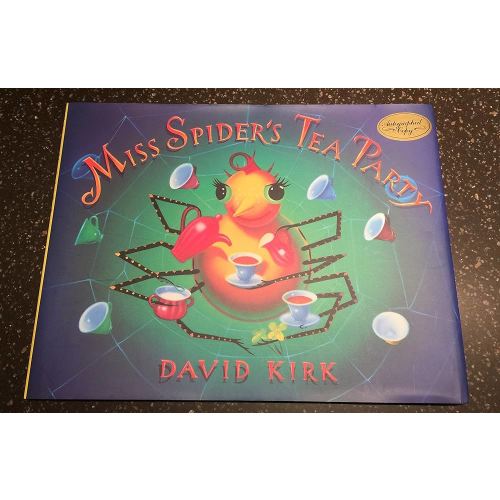 MISS SPIDER'S TEA PARTY
Autographed
Copy
DAVID KIRK